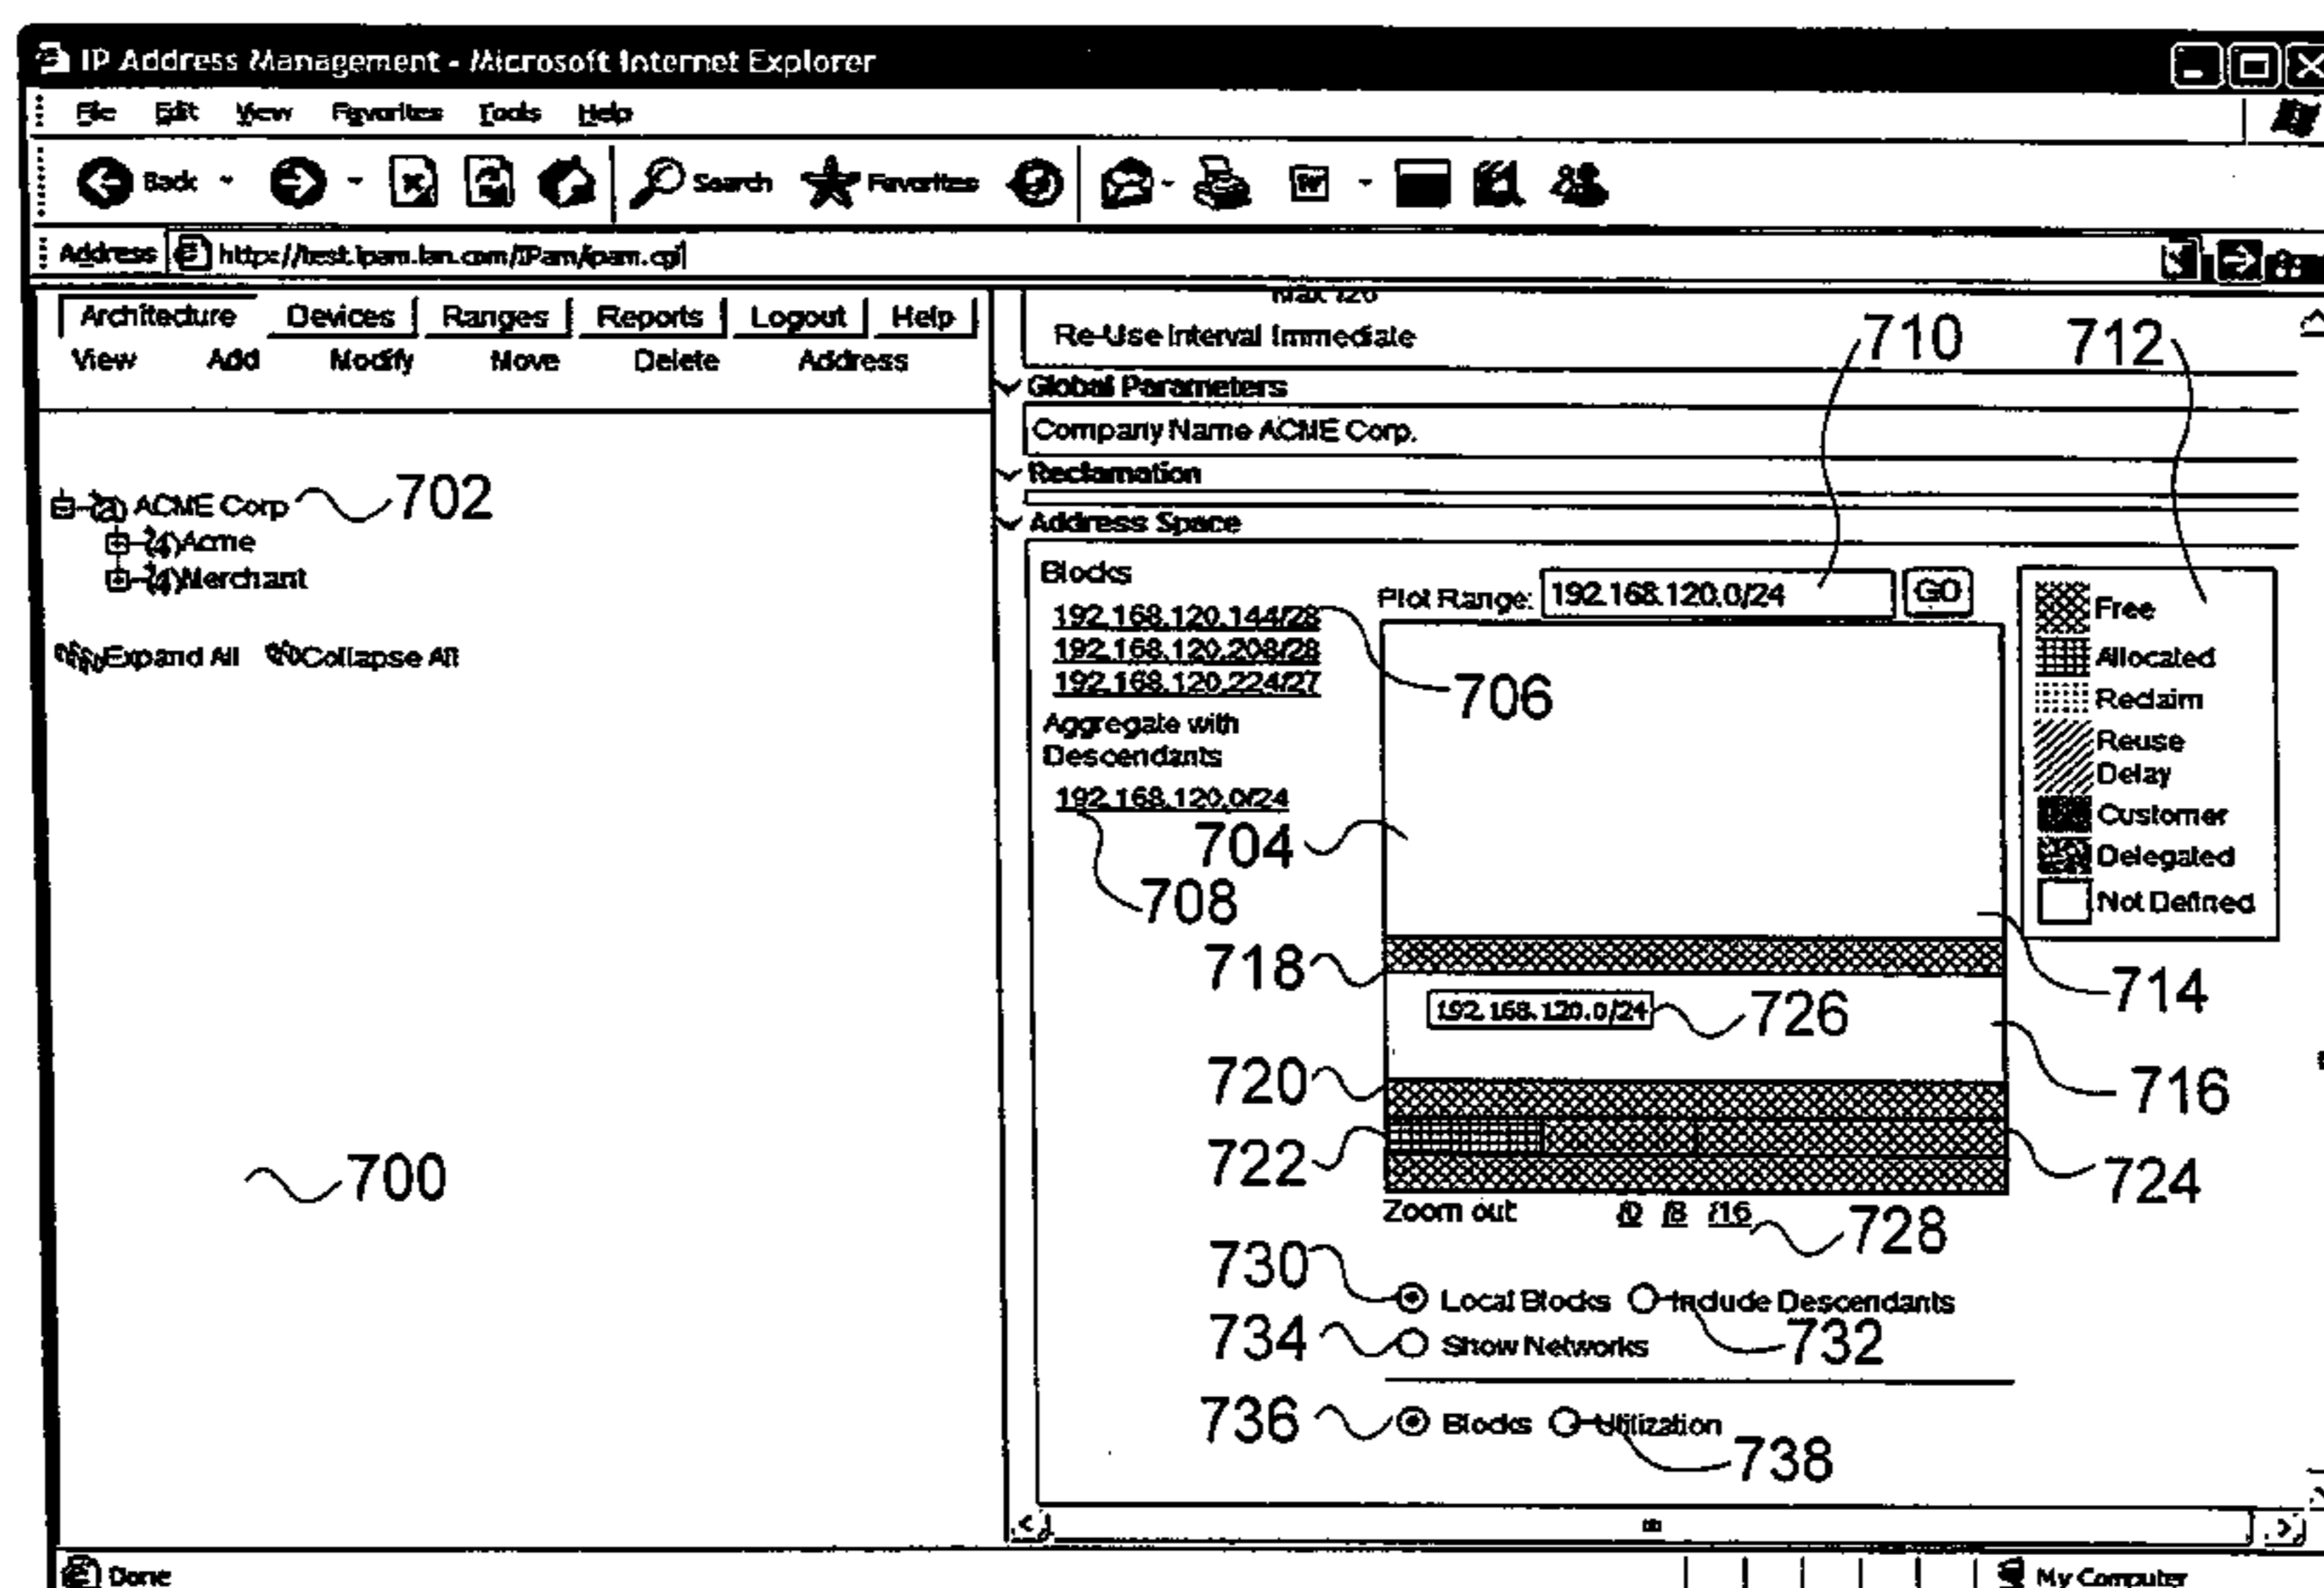 IP Address Management - Microsoft Internet Explorer
File Edit View Favorites Tools Help
Back Search Favorites
Address http://test.ipam.lan.com/IPam/ipam.cgi
Architecture Devices Ranges Reports Logout Help
View Add Modify Move Delete Address
ACME Corp 702
Acme
Merchant
Expand All Collapse All
700
Max /26
Re-Use Interval Immediate
710 712
Global Parameters
Company Name ACME Corp.
Reclamation
Address Space
Blocks
192.168.120.144/28
192.168.120.208/28
192.168.120.224/27
706
Aggregate with
Descendants
192.168.120.0/24
704
708
Plot Range: 192.168.120.0/24 GO
Free
Allocated
Reclaim
Reuse
Delay
Customer
Delegated
Not Defined
718
714
192.168.120.0/24 726
720
716
722
724
Zoom out /0 /8 /16 728
730 Local Blocks Include Descendants
734 Show Networks 732
736 Blocks Utilization
738
Done My Computer